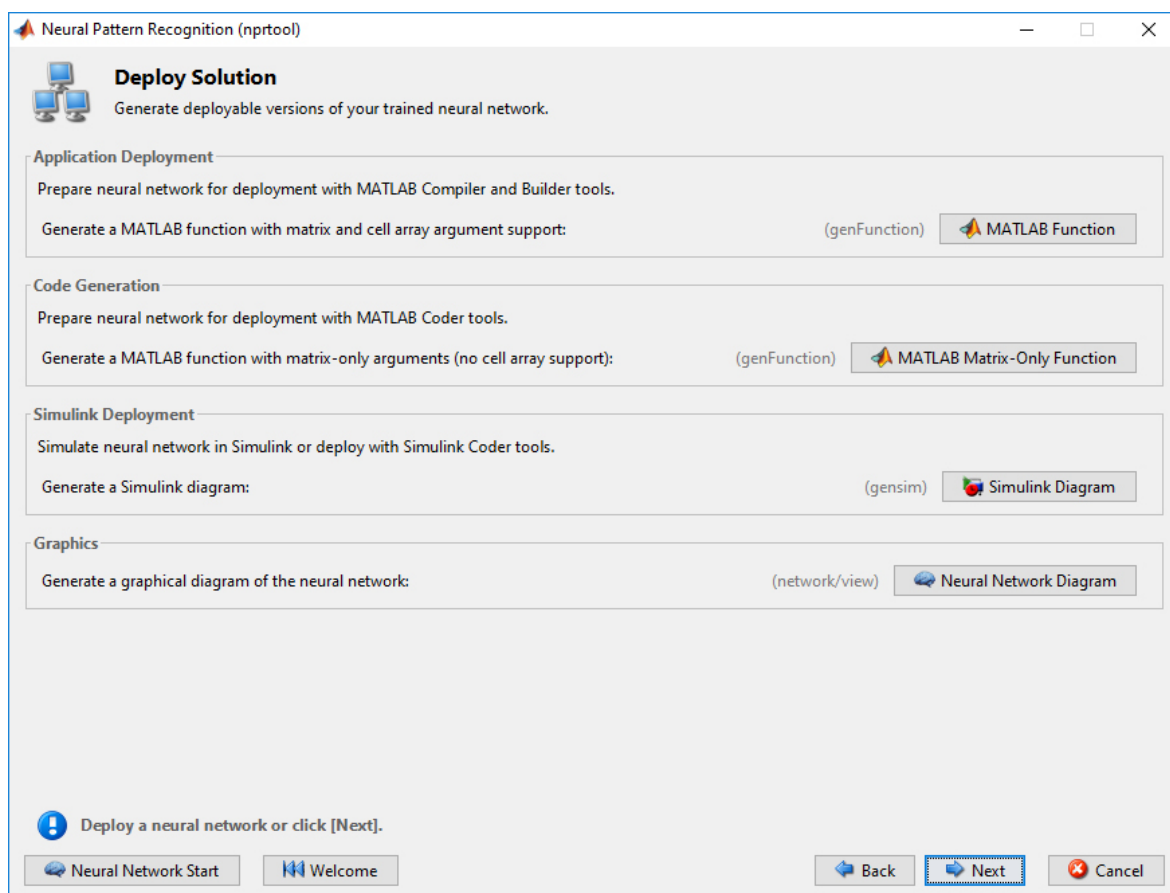 Neural Pattern Recognition (nprtool)
Deploy Solution
Generate deployable versions of your trained neural network.
Application Deployment
Prepare neural network for deployment with MATLAB Compiler and Builder tools.
Generate a MATLAB function with matrix and cell array argument support: (genFunction) MATLAB Function
Code Generation
Prepare neural network for deployment with MATLAB Coder tools.
Generate a MATLAB function with matrix-only arguments (no cell array support): (genFunction) MATLAB Matrix-Only Function
Simulink Deployment
Simulate neural network in Simulink or deploy with Simulink Coder tools.
Generate a Simulink diagram: (gensim) Simulink Diagram
Graphics
Generate a graphical diagram of the neural network: (network/view) Neural Network Diagram
Deploy a neural network or click [Next].
Neural Network Start Welcome Back Next Cancel